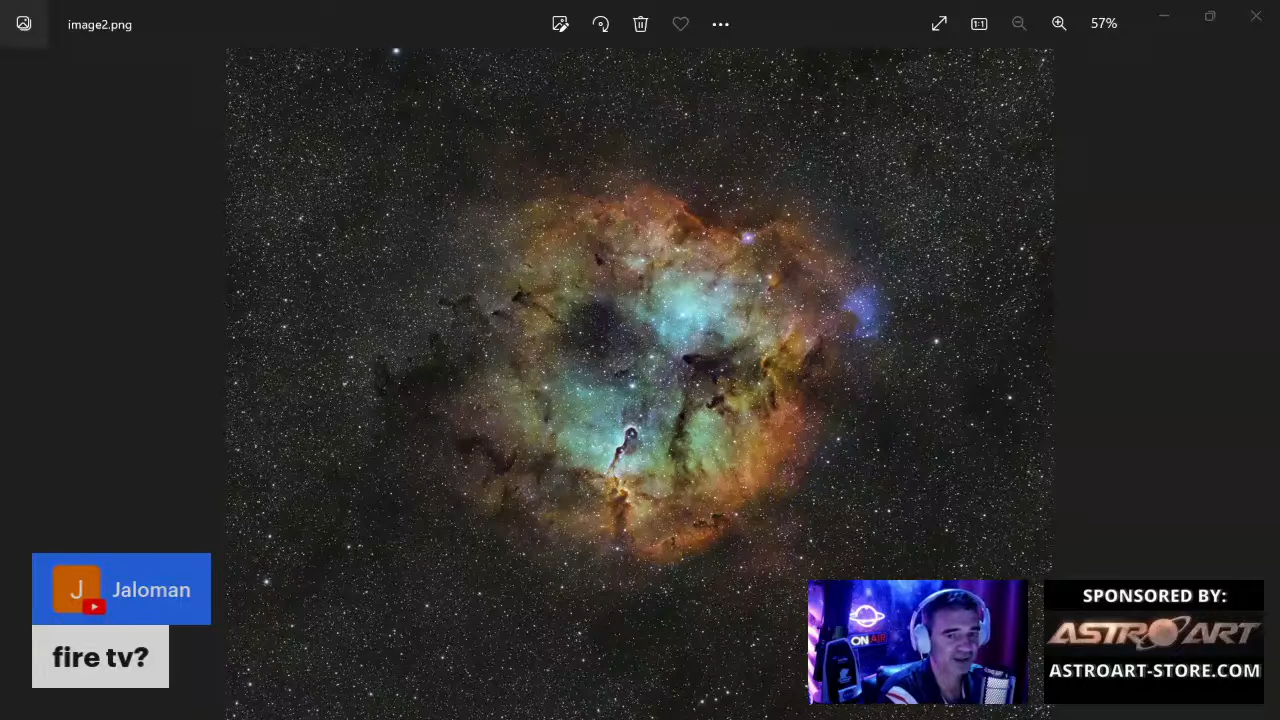 image2.png
57%
J
Jaloman
fire tv?
ON AIR
SPONSORED BY:
ASTROART
ASTROART-STORE.COM